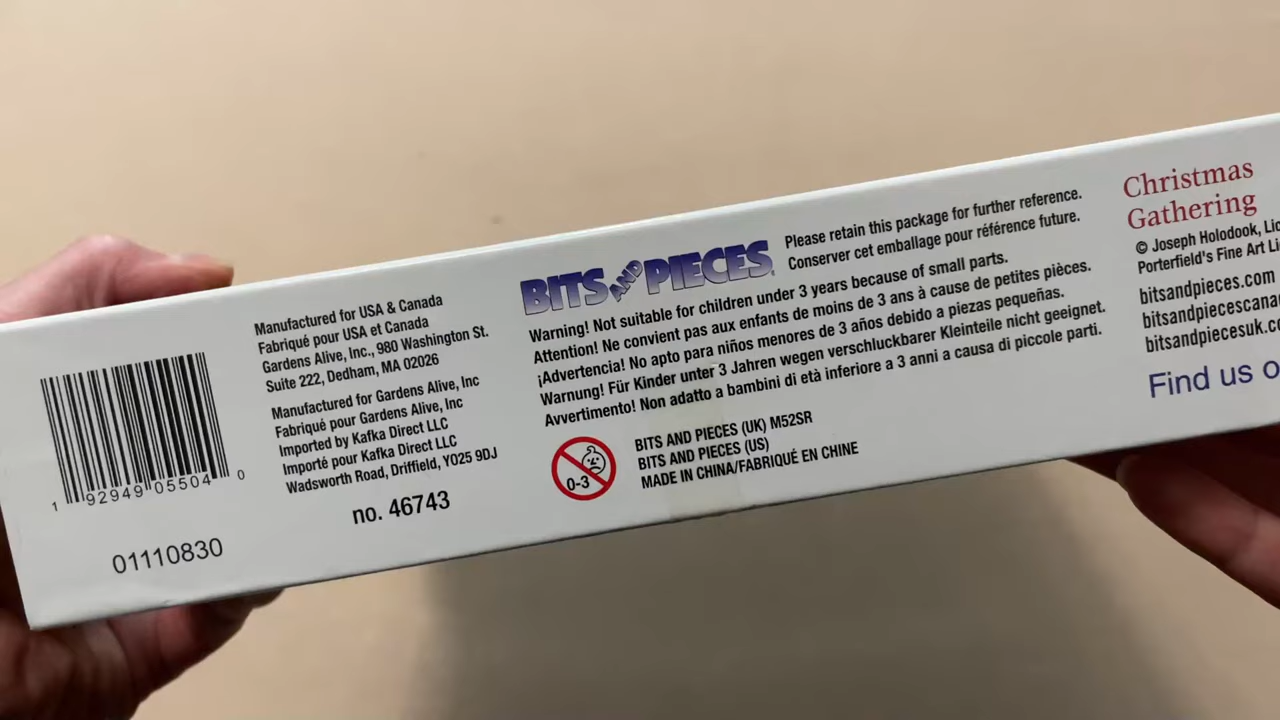 1 92949 05504 0
01110830
Manufactured for USA & Canada
Fabriqué pour USA et Canada
Gardens Alive, Inc., 980 Washington St.
Suite 222, Dedham, MA 02026
Manufactured for Gardens Alive, Inc
Fabriqué pour Gardens Alive, Inc
Imported by Kafka Direct LLC
Importé pour Kafka Direct LLC
Wadsworth Road, Driffield, YO25 9DJ
no. 46743
BITS AND PIECES
Please retain this package for further reference.
Conserver cet emballage pour référence future.
Warning! Not suitable for children under 3 years because of small parts.
Attention! Ne convient pas aux enfants de moins de 3 ans à cause de petites pièces.
¡Advertencia! No apto para niños menores de 3 años debido a piezas pequeñas.
Warnung! Für Kinder unter 3 Jahren wegen verschluckbarer Kleinteile nicht geeignet.
Avvertimento! Non adatto a bambini di età inferiore a 3 anni a causa di piccole parti.
0-3
BITS AND PIECES (UK) M52SR
BITS AND PIECES (US)
MADE IN CHINA/FABRIQUÉ EN CHINE
Christmas
Gathering
© Joseph Holodook, Lic
Porterfield's Fine Art Li
bitsandpieces.com
bitsandpiecescana
bitsandpiecesuk.co
Find us o